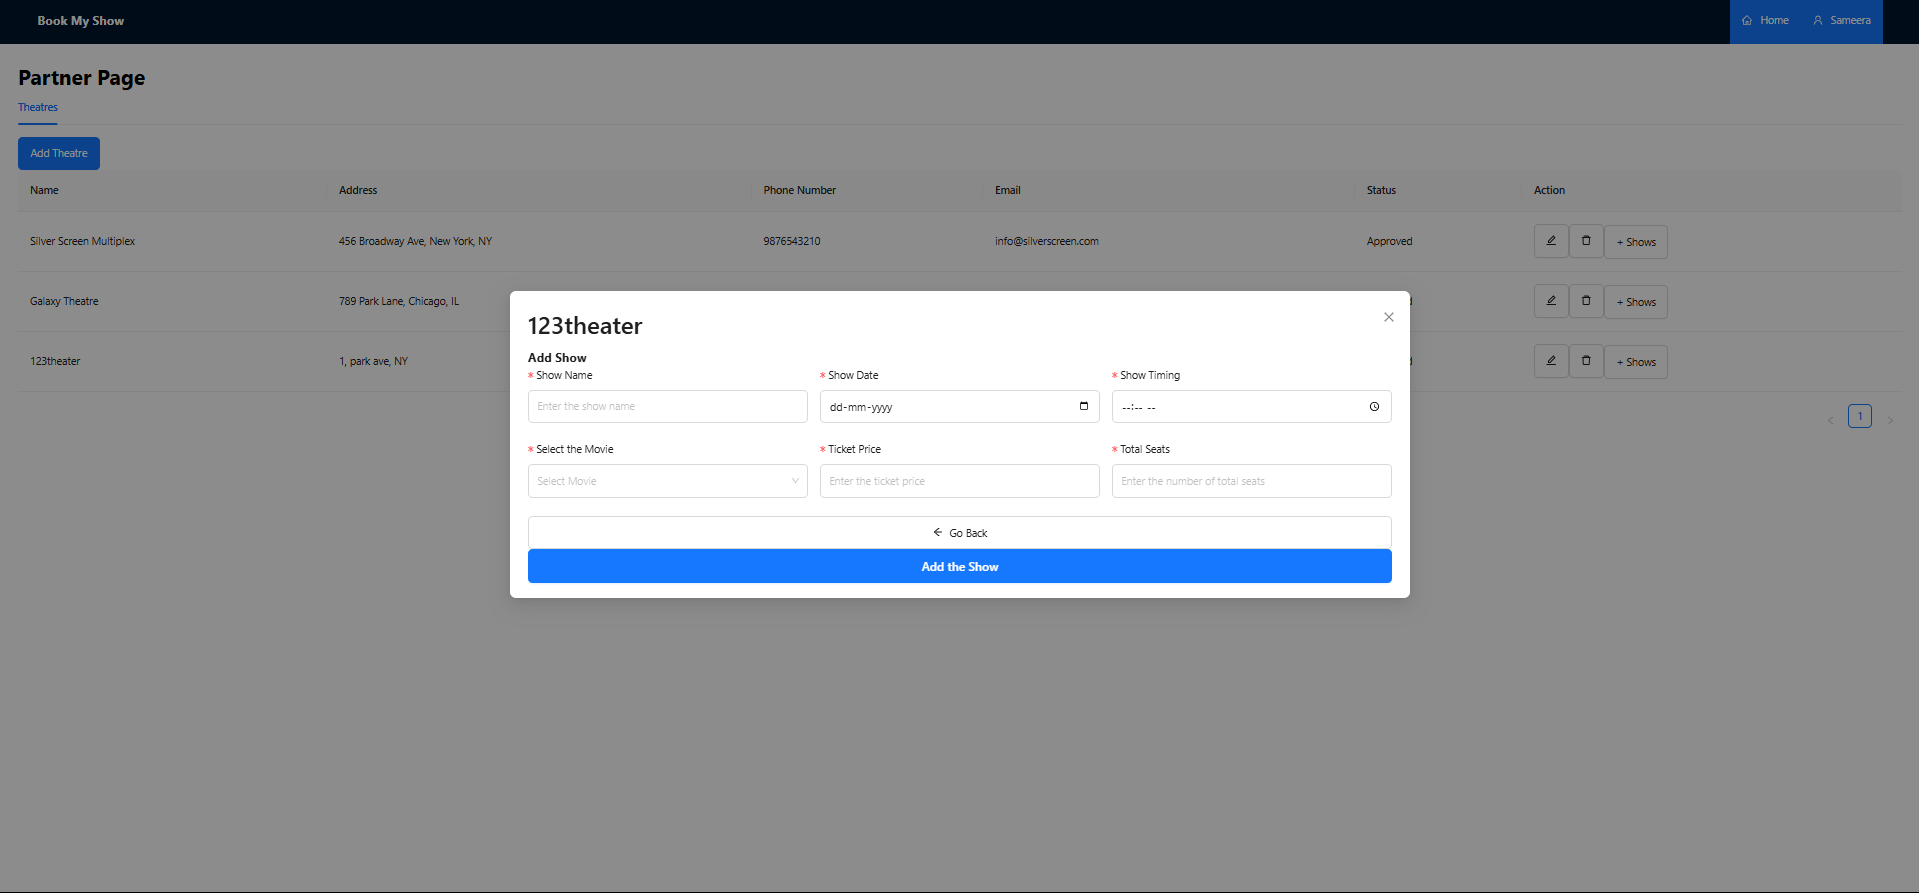 Book My Show
Home
Sameera
Partner Page
Theatres
Add Theatre
Name Address Phone Number Email Status Action
Silver Screen Multiplex 456 Broadway Ave, New York, NY 9876543210 info@silverscreen.com Approved + Shows
Galaxy Theatre 789 Park Lane, Chicago, IL + Shows
123theater 1, park ave, NY + Shows
1
123theater
Add Show
* Show Name * Show Date * Show Timing
Enter the show name dd-mm-yyyy --:-- --
* Select the Movie * Ticket Price * Total Seats
Select Movie Enter the ticket price Enter the number of total seats
Go Back
Add the Show